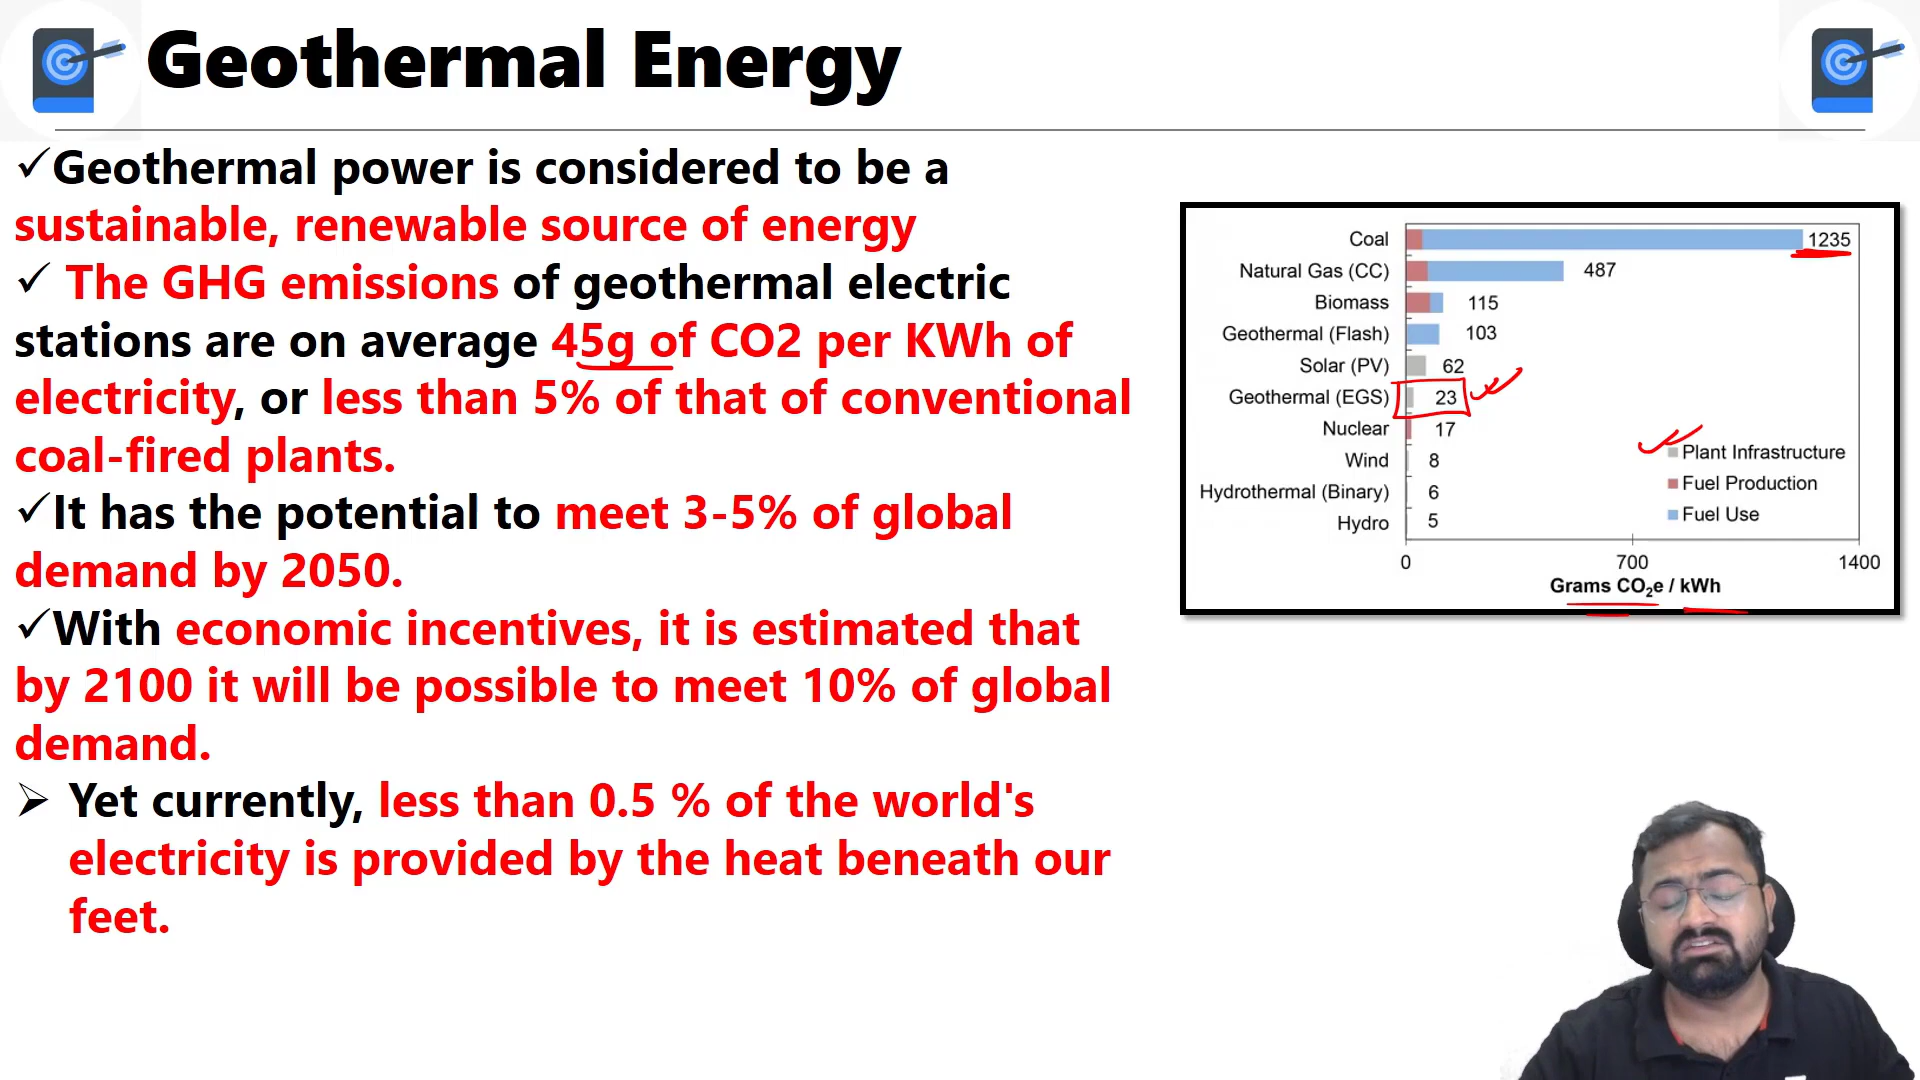 Geothermal Energy
✓Geothermal power is considered to be a
sustainable, renewable source of energy
✓ The GHG emissions of geothermal electric
stations are on average 45g of CO2 per KWh of
electricity, or less than 5% of that of conventional
coal-fired plants.
✓It has the potential to meet 3-5% of global
demand by 2050.
✓With economic incentives, it is estimated that
by 2100 it will be possible to meet 10% of global
demand.
➢ Yet currently, less than 0.5 % of the world's
electricity is provided by the heat beneath our
feet.
Coal 1235
Natural Gas (CC) 487
Biomass 115
Geothermal (Flash) 103
Solar (PV) 62
Geothermal (EGS) 23
Nuclear 17
Wind 8
Hydrothermal (Binary) 6
Hydro 5
Plant Infrastructure
Fuel Production
Fuel Use
0 700 1400
Grams CO₂e / kWh